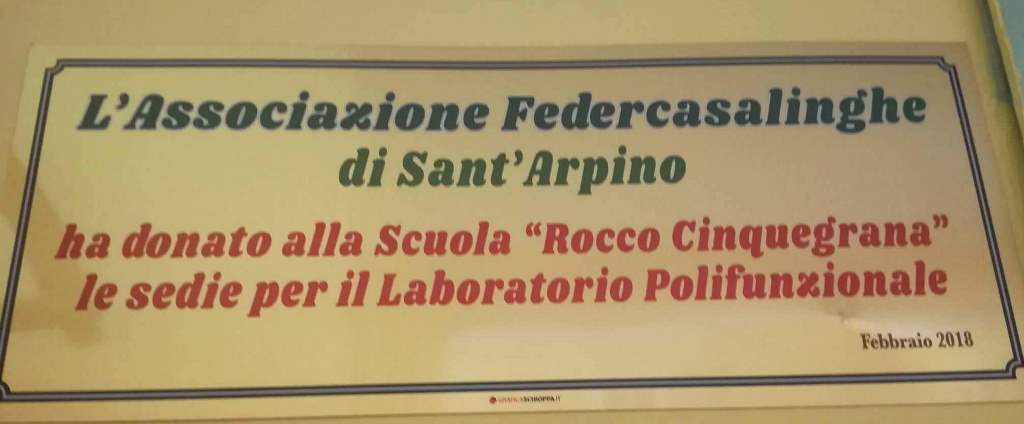 L'Associazione Federcasalinghe
di Sant'Arpino
ha donato alla Scuola “Rocco Cinquegrana”
le sedie per il Laboratorio Polifunzionale
Febbraio 2018